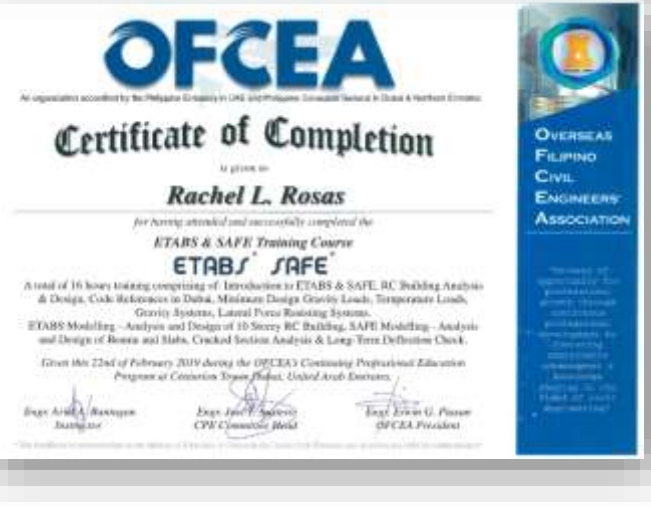 OFCEA
An organization accredited by the Philippine Embassy in UAE and Philippine Consulate General in Dubai & Northern Emirates
Certificate of Completion
is given to
Rachel L. Rosas
for having attended and successfully completed the
ETABS & SAFE Training Course
ETABS® SAFE®
A total of 16 hours training comprising of: Introduction to ETABS & SAFE, RC Building Analysis
& Design, Code References in Dubai, Minimum Design Gravity Loads, Temperature Loads,
Gravity Systems, Lateral Force Resisting Systems.
ETABS Modelling - Analysis and Design of 10 Storey RC Building, SAFE Modelling - Analysis
and Design of Beams and Slabs, Cracked Section Analysis & Long-Term Deflection Check.
Given this 22nd of February 2019 during the OFCEA's Continuing Professional Education
Program at Centurion Dubai, United Arab Emirates.
Engr.
Instructor
Engr.
CPE Committee Head
Engr. Erwin G.
OFCEA President
OVERSEAS
FILIPINO
CIVIL
ENGINEERS'
ASSOCIATION